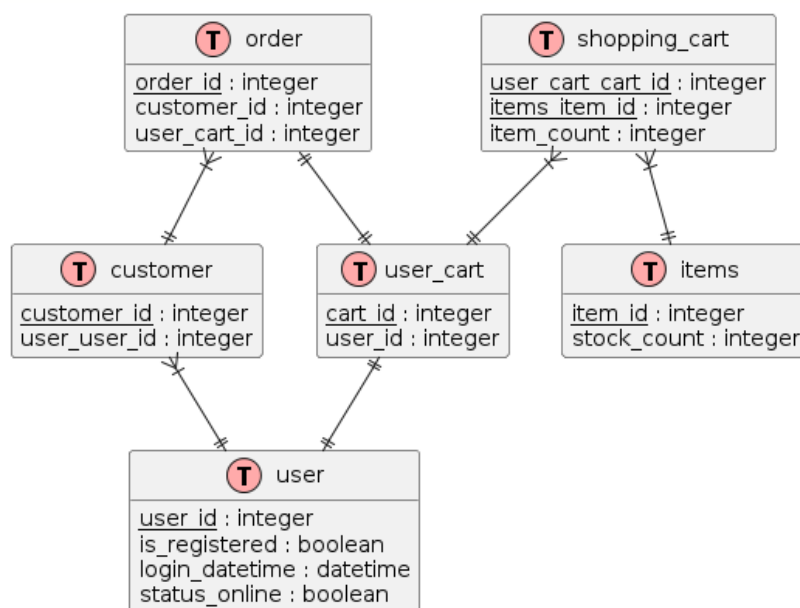 T order
order_id : integer
customer_id : integer
user_cart_id : integer
T shopping_cart
user_cart_cart_id : integer
items_item_id : integer
item_count : integer
T customer
customer_id : integer
user_user_id : integer
T user_cart
cart_id : integer
user_id : integer
T items
item_id : integer
stock_count : integer
T user
user_id : integer
is_registered : boolean
login_datetime : datetime
status_online : boolean